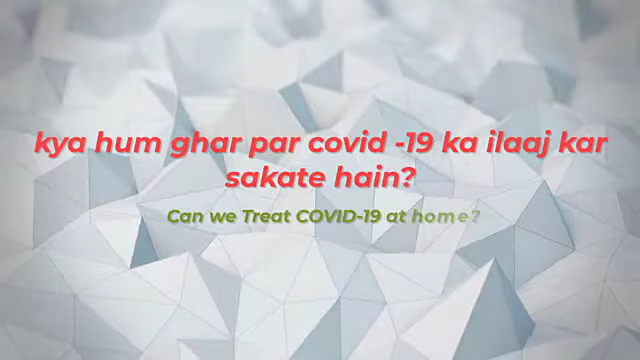 kya hum ghar par covid -19 ka ilaaj kar
sakate hain?
Can we Treat COVID-19 at home?